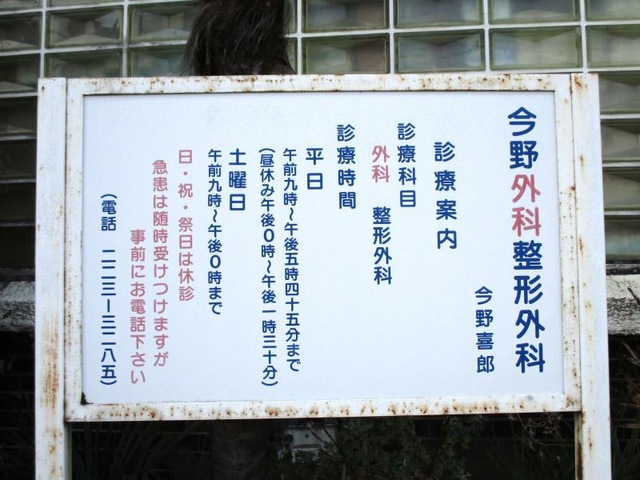 今野外科整形外科
今野喜郎
診療案内
診療科目
外科 整形外科
診療時間
平日
午前九時~午後五時四十五分まで
(昼休み午後0時~午後一時三十分)
土曜日
午前九時~午後0時まで
日・祝・祭日は休診
急患は随時受けつけますが
事前にお電話下さい
(電話 二二三ー三二八五)